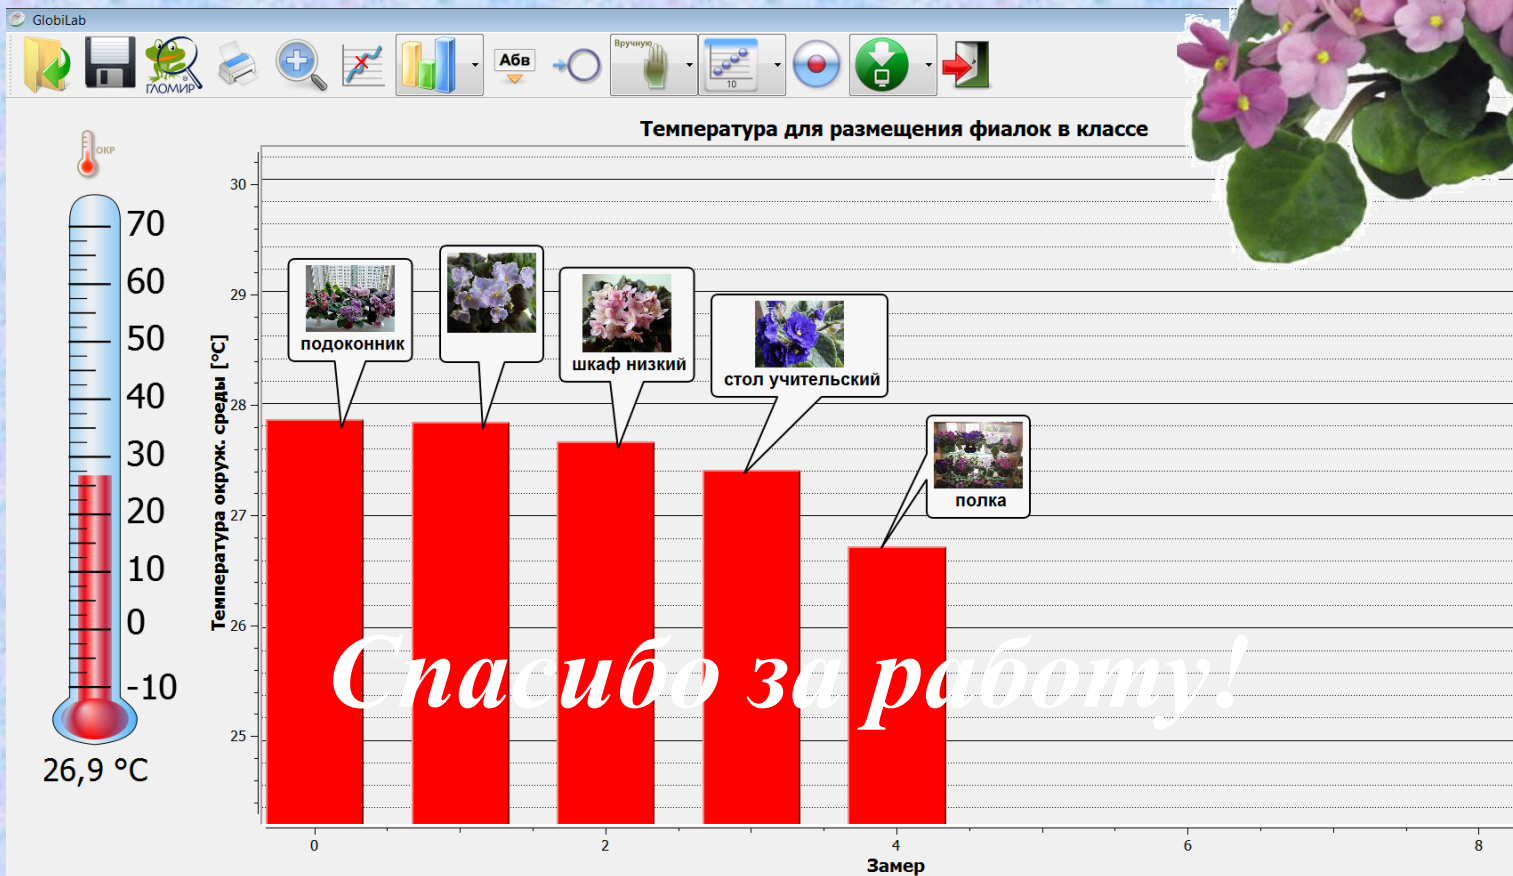 GlobiLab
ГЛОМИР
Абв
Вручную
10
Температура для размещения фиалок в классе
ОКР
70
60
50
40
30
20
10
0
-10
26,9 °C
Температура окруж. среды [°C]
30
29
28
27
26
25
подоконник
шкаф низкий
стол учительский
полка
Спасибо за работу!
0 2 4 6 8
Замер